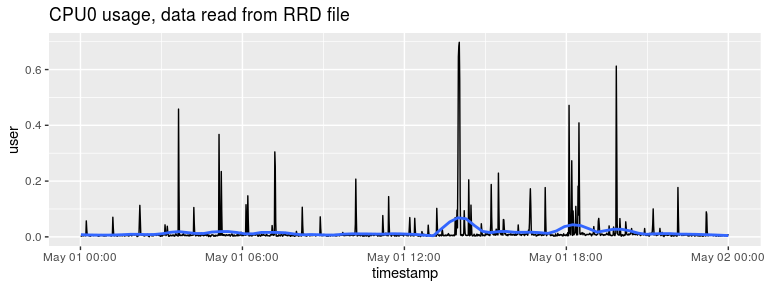 CPU0 usage, data read from RRD file
0.6
0.4
0.2
0.0
user
May 01 00:00 May 01 06:00 May 01 12:00 May 01 18:00 May 02 00:00
timestamp